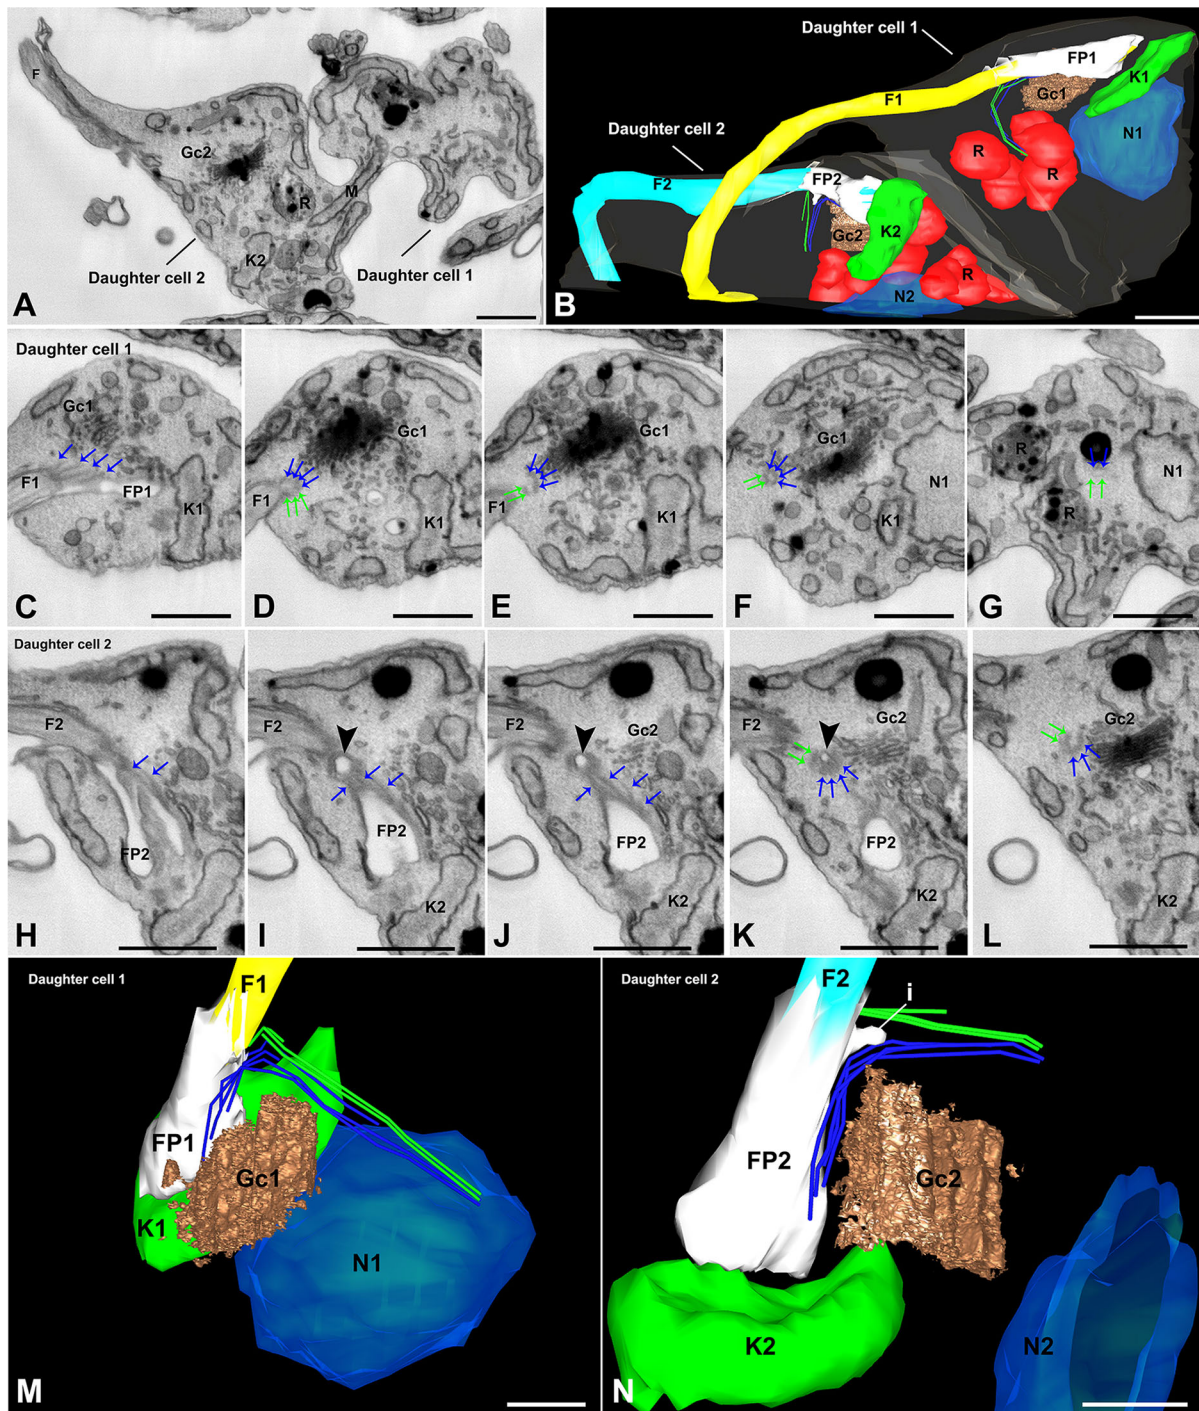 F
Gc2
R
M
K2
Daughter cell 2
Daughter cell 1
A
Daughter cell 1
FP1
K1
Gc1
F1
N1
Daughter cell 2
R
R
F2
FP2
K2
Gc2
R
N2
B
Daughter cell 1
Gc1
F1
FP1
K1
C
Gc1
F1
K1
D
Gc1
F1
K1
E
Gc1
N1
K1
F
R
N1
R
G
Daughter cell 2
F2
FP2
H
F2
FP2
K2
I
F2
Gc2
FP2
K2
J
F2
Gc2
FP2
K2
K
Gc2
K2
L
Daughter cell 1
F1
FP1
Gc1
K1
N1
M
Daughter cell 2
F2
i
FP2
Gc2
K2
N2
N